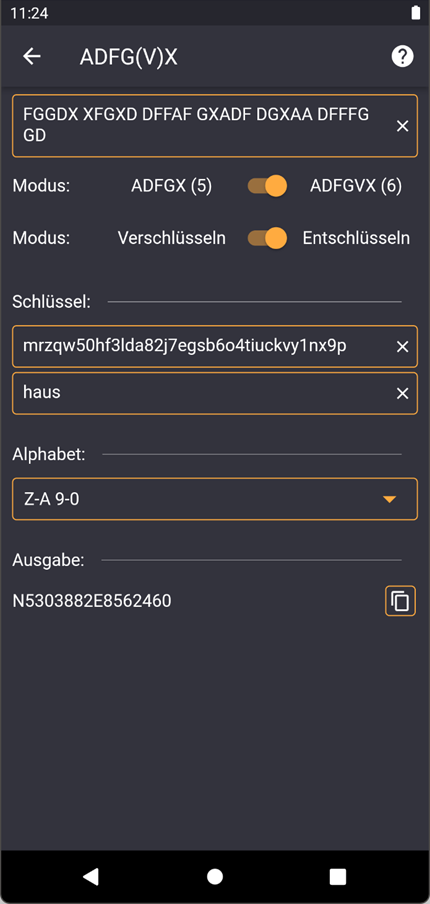 11:24
ADFG(V)X
FGGDX XFGXD DFFAF GXADF DGXAA DFFFG
GD
Modus: ADFGX (5) ADFGVX (6)
Modus: Verschlüsseln Entschlüsseln
Schlüssel:
mrzqw50hf3lda82j7egsb6o4tiuckvy1nx9p
haus
Alphabet:
Z-A 9-0
Ausgabe:
N5303882E8562460